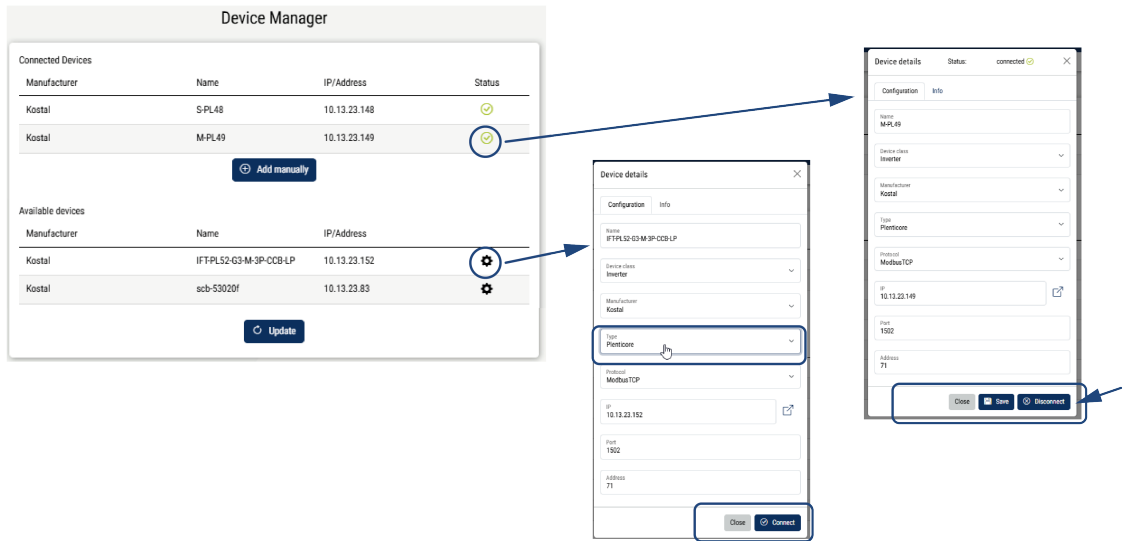 Device Manager
Connected Devices
Manufacturer Name IP/Address Status
Kostal S-PL48 10.13.23.148
Kostal M-PL49 10.13.23.149
Add manually
Available devices
Manufacturer Name IP/Address
Kostal IFT-PL52-G3-M-3P-CCB-LP 10.13.23.152
Kostal scb-53020f 10.13.23.83
Update
Device details
Configuration Info
Name
IFT-PL52-G3-M-3P-CCB-LP
Device class
Inverter
Manufacturer
Kostal
Type
Plenticore
Protocol
ModbusTCP
IP
10.13.23.152
Port
1502
Address
71
Close Connect
Device details Status: connected
Configuration Info
Name
M-PL49
Device class
Inverter
Manufacturer
Kostal
Type
Plenticore
Protocol
ModbusTCP
IP
10.13.23.149
Port
1502
Address
71
Close Save Disconnect